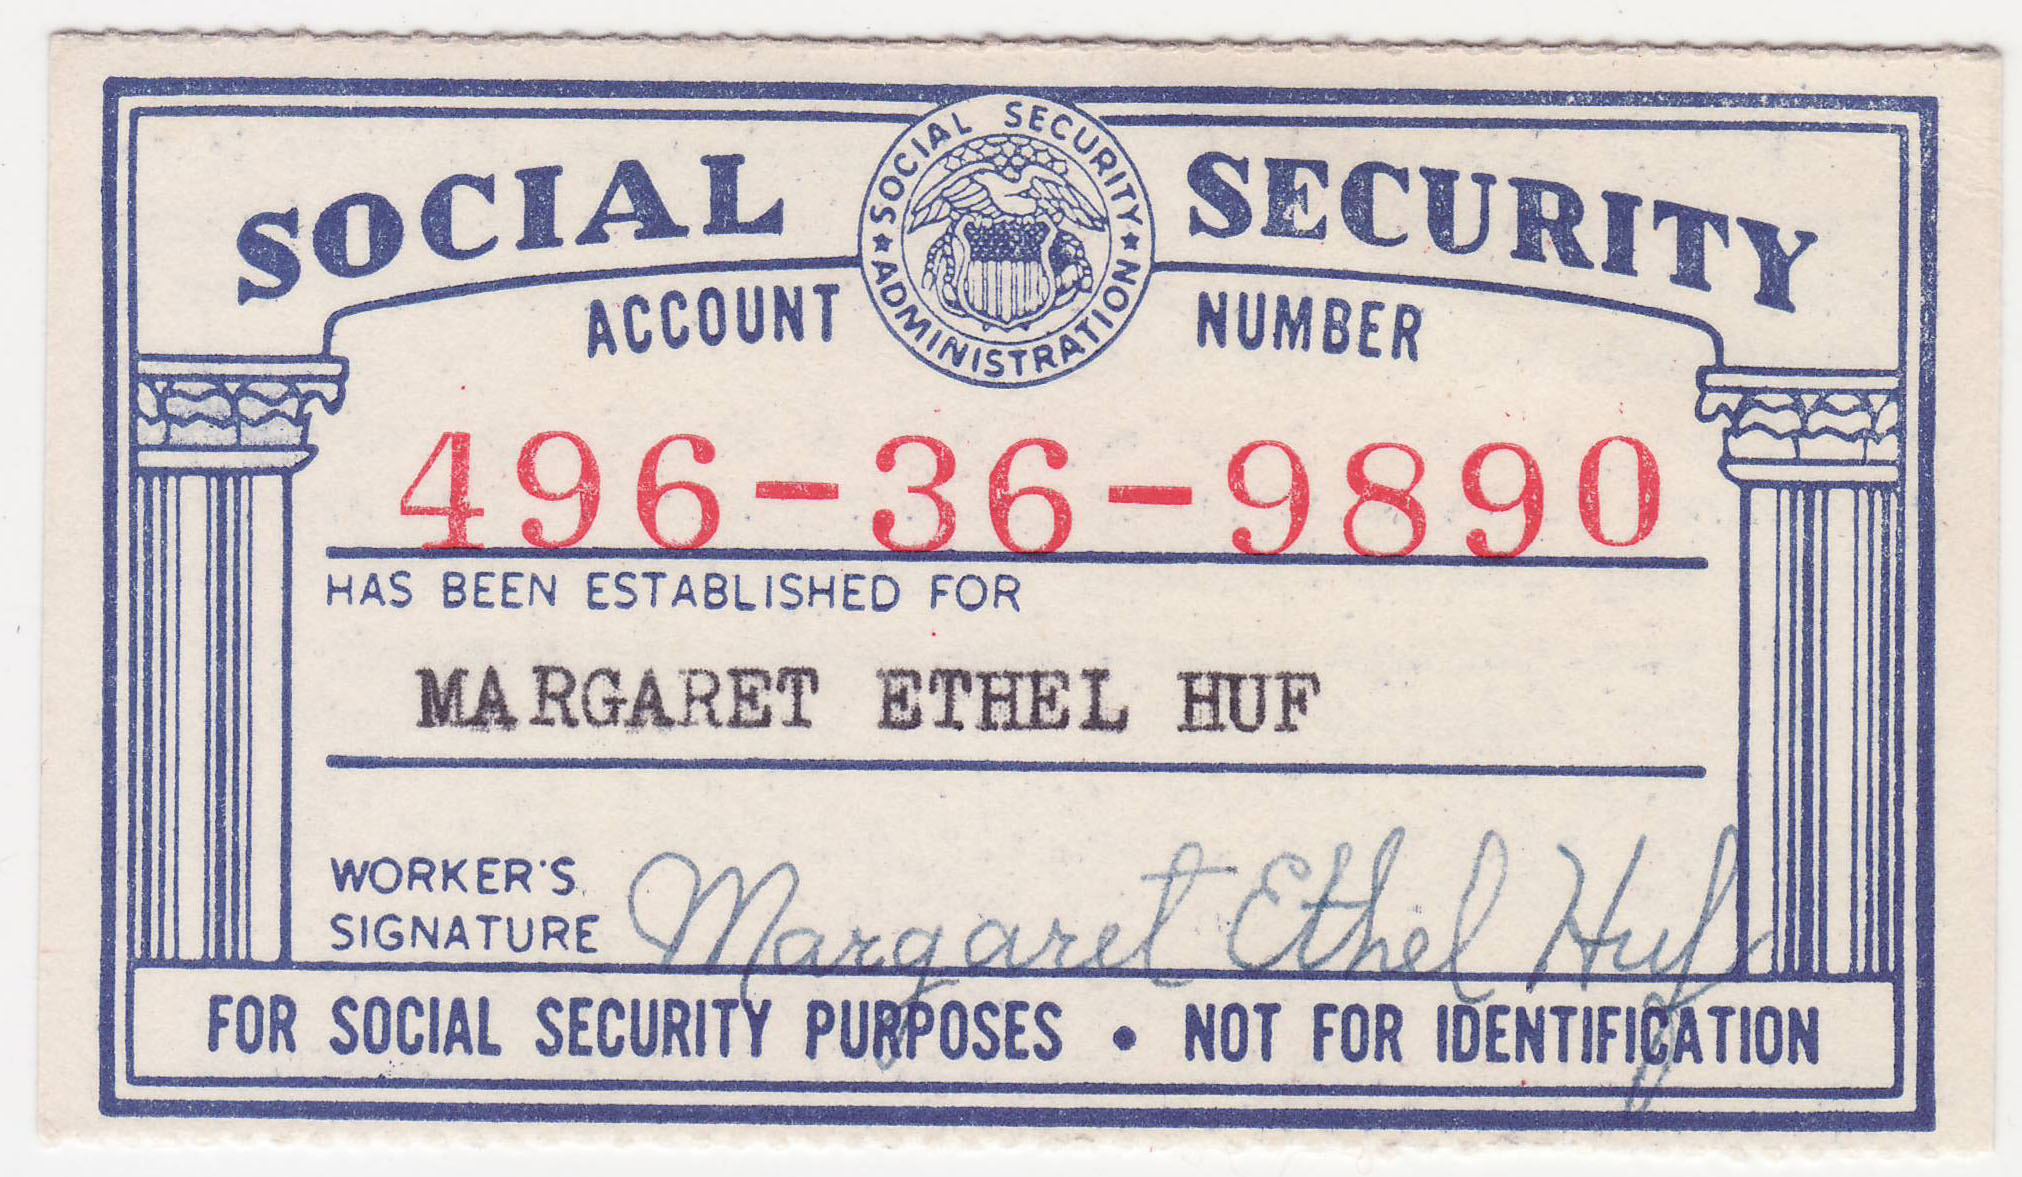 SOCIAL SECURITY
SOCIAL SECURITY ADMINISTRATION
ACCOUNT NUMBER
496-36-9890
HAS BEEN ESTABLISHED FOR
MARGARET ETHEL HUF
WORKER'S
SIGNATURE Margaret Ethel Huf
FOR SOCIAL SECURITY PURPOSES • NOT FOR IDENTIFICATION